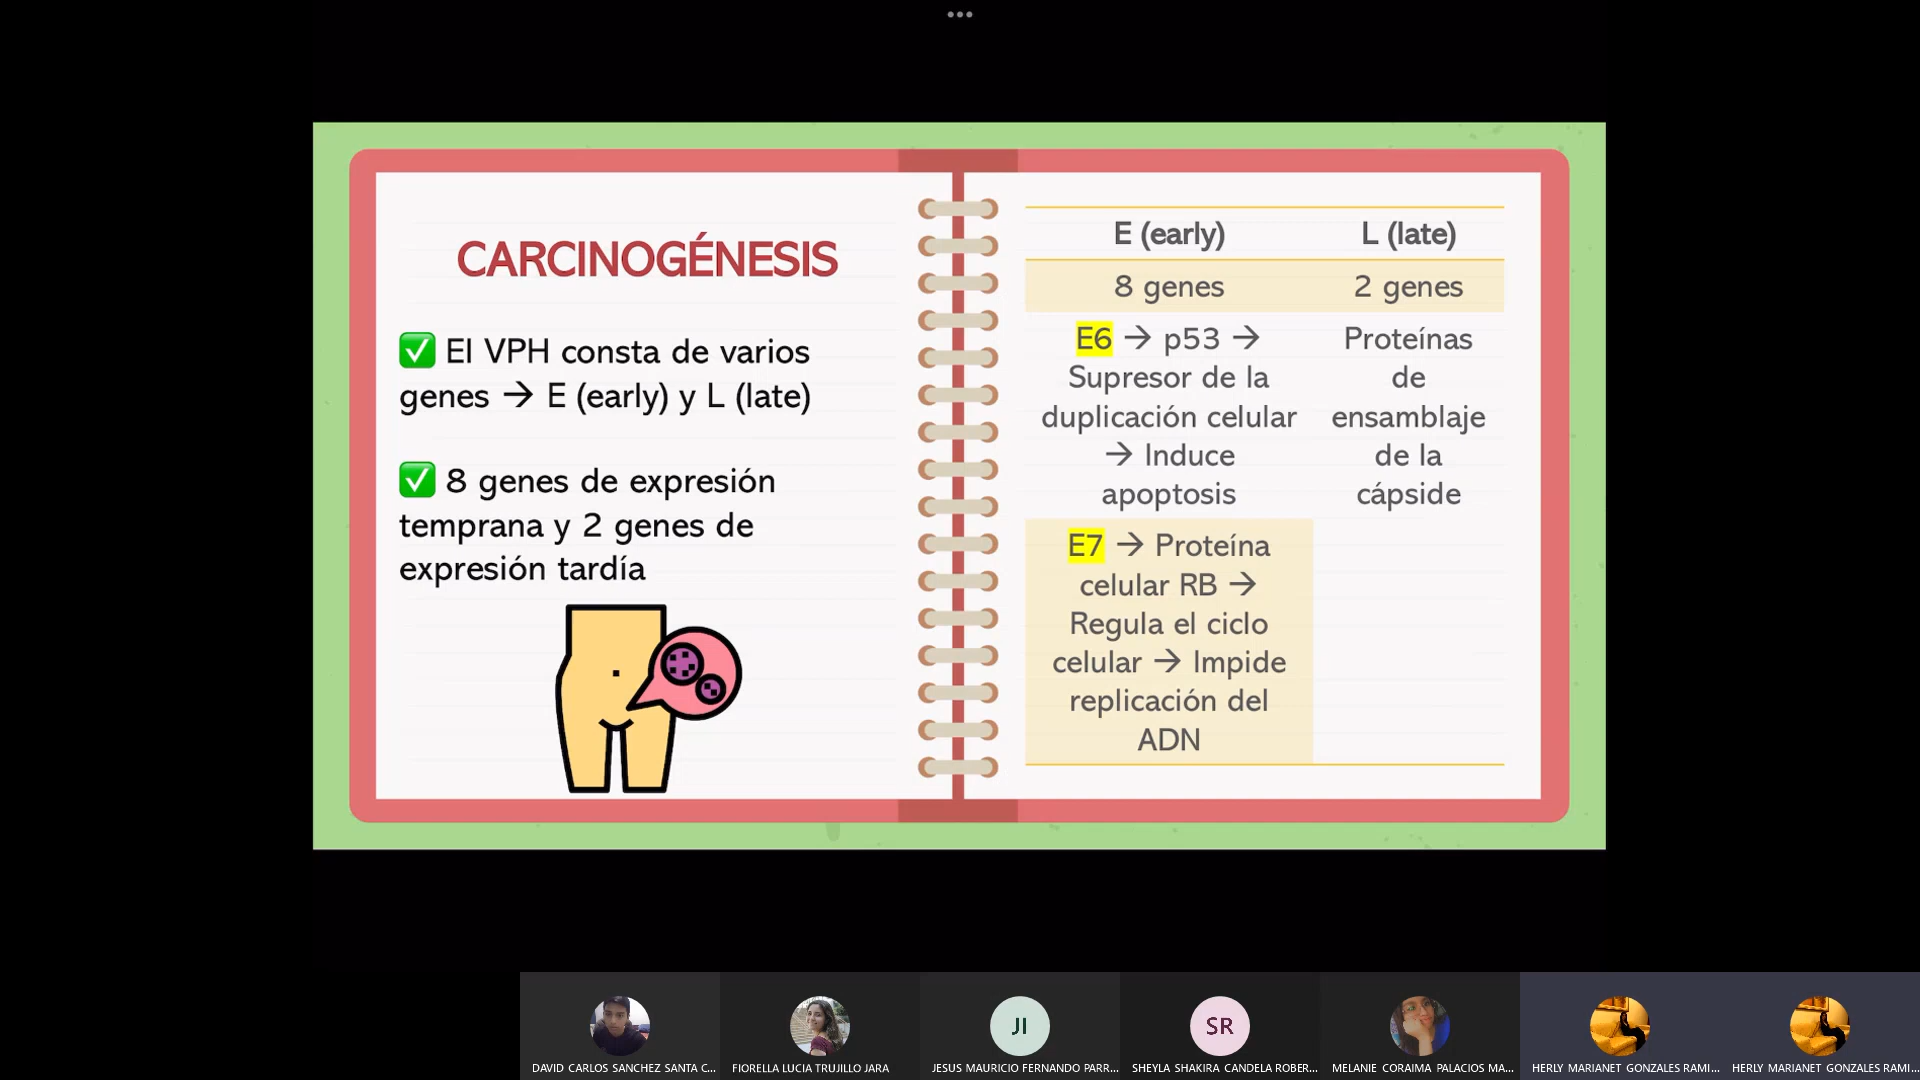 CARCINOGÉNESIS
✅ El VPH consta de varios
genes → E (early) y L (late)
✅ 8 genes de expresión
temprana y 2 genes de
expresión tardía
E (early) L (late)
8 genes 2 genes
E6 → p53 →
Supresor de la
duplicación celular
→ Induce
apoptosis
Proteínas
de
ensamblaje
de la
cápside
E7 → Proteína
celular RB →
Regula el ciclo
celular → Impide
replicación del
ADN
JI
SR
DAVID CARLOS SANCHEZ SANTA C...
FIORELLA LUCIA TRUJILLO JARA
JESUS MAURICIO FERNANDO PARR...
SHEYLA SHAKIRA CANDELA ROBER...
MELANIE CORAIMA PALACIOS MA...
HERLY MARIANET GONZALES RAMI...
HERLY MARIANET GONZALES RAMI...